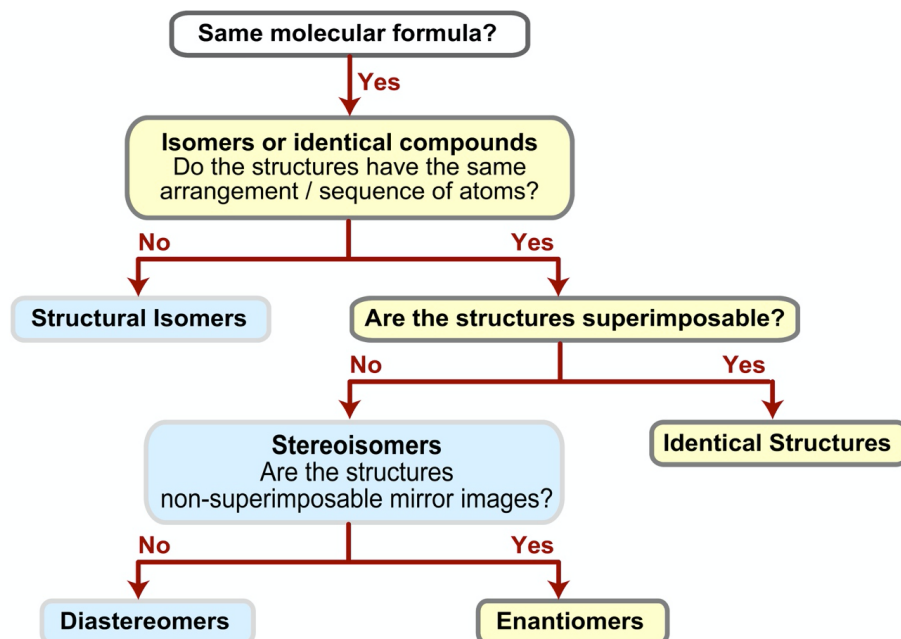 Same molecular formula?
Yes
Isomers or identical compounds
Do the structures have the same
arrangement / sequence of atoms?
No
Yes
Structural Isomers
Are the structures superimposable?
No
Yes
Stereoisomers
Are the structures
non-superimposable mirror images?
Identical Structures
No
Yes
Diastereomers
Enantiomers